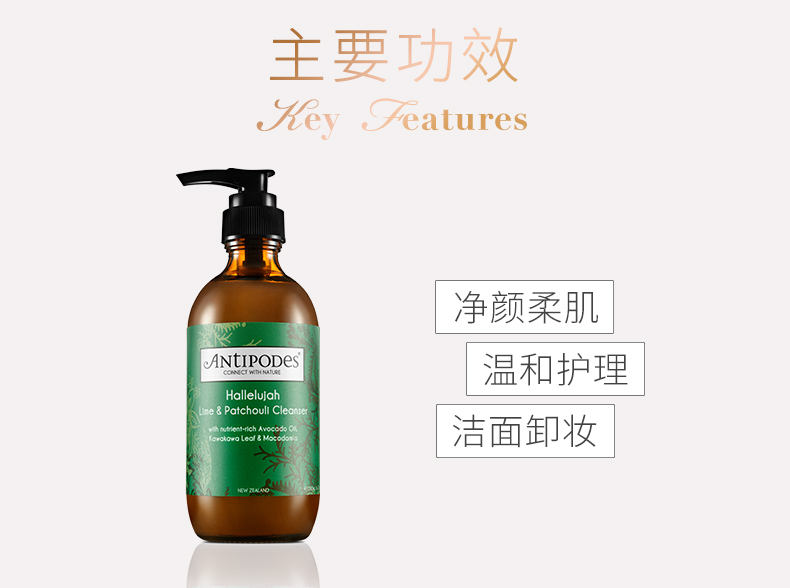 主要功效
Key Features
净颜柔肌
温和护理
洁面卸妆
ANTIPODES®
CONNECT WITH NATURE
Hallelujah
Lime & Patchouli Cleanser
with nutrient-rich Avocado Oil,
Kawakawa Leaf & Macadamia
NEW ZEALAND